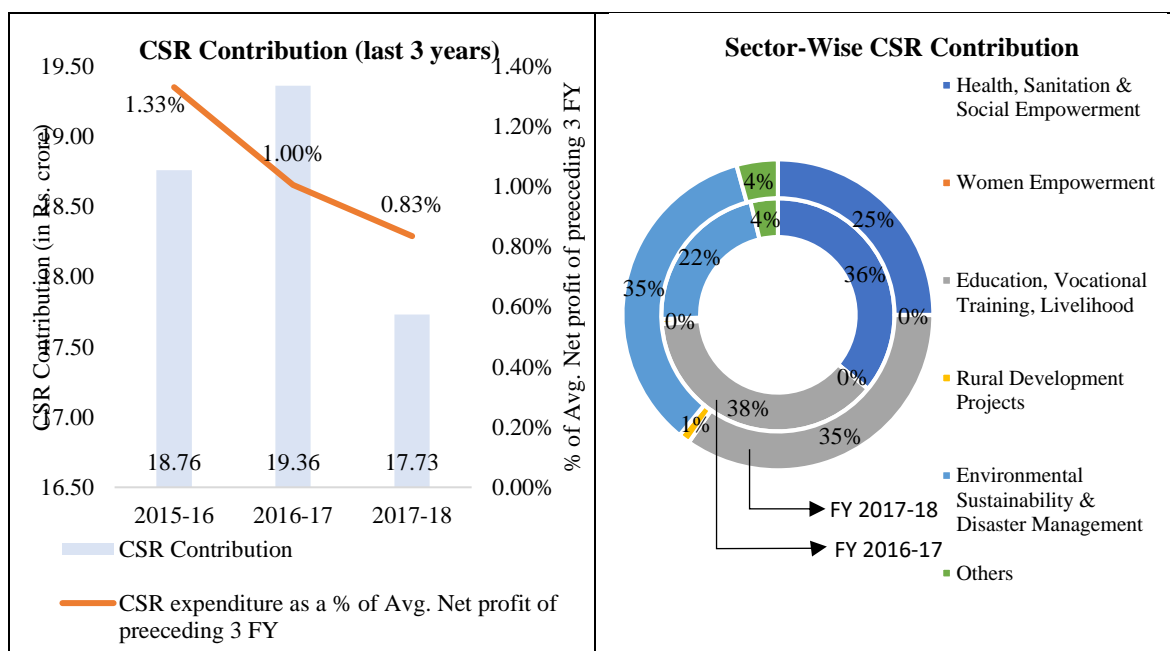 CSR Contribution (last 3 years)
19.50
19.00
18.50
18.00
17.50
17.00
16.50
CSR Contribution (in Rs. crore)
1.33%
1.00%
0.83%
18.76
19.36
17.73
2015-16
2016-17
2017-18
1.40%
1.20%
1.00%
0.80%
0.60%
0.40%
0.20%
0.00%
% of Avg. Net profit of preceding 3 FY
CSR Contribution
CSR expenditure as a % of Avg. Net profit of
preeceding 3 FY
Sector-Wise CSR Contribution
4%
25%
4%
36%
22%
35%
0%
0%
0%
38%
1%
35%
FY 2017-18
FY 2016-17
Health, Sanitation &
Social Empowerment
Women Empowerment
Education, Vocational
Training, Livelihood
Rural Development
Projects
Environmental
Sustainability &
Disaster Management
Others